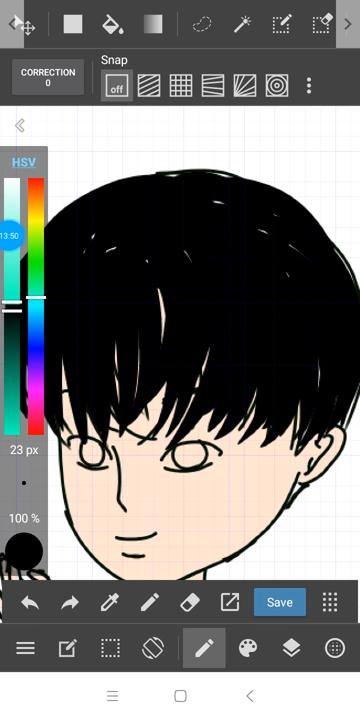 CORRECTION
0
Snap
off
HSV
13:50
23 px
100 %
Save